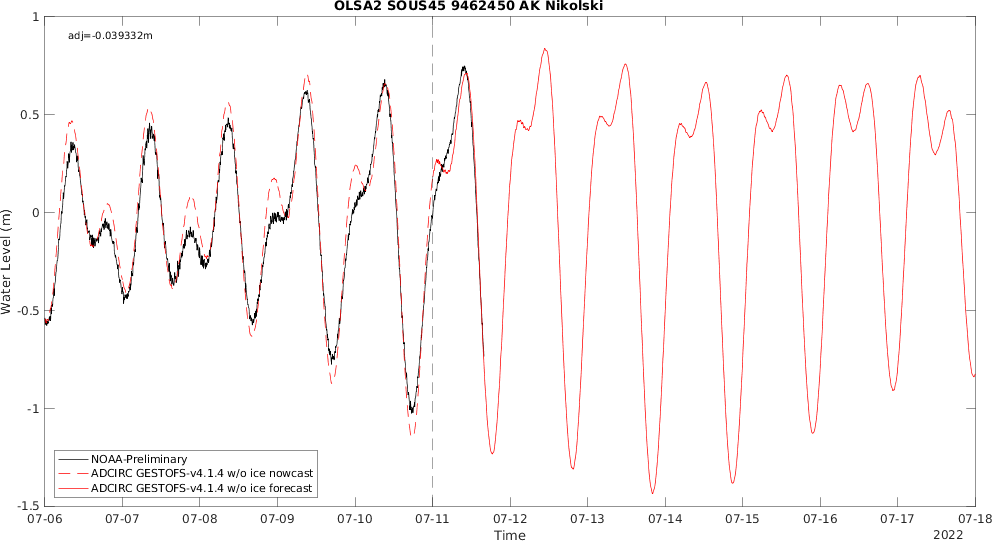 OLSA2 SOUS45 9462450 AK Nikolski
adj=-0.039332m
1
0.5
0
-0.5
-1
-1.5
Water Level (m)
NOAA-Preliminary
ADCIRC GESTOFS-v4.1.4 w/o ice nowcast
ADCIRC GESTOFS-v4.1.4 w/o ice forecast
07-06 07-07 07-08 07-09 07-10 07-11 07-12 07-13 07-14 07-15 07-16 07-17 07-18
Time
2022